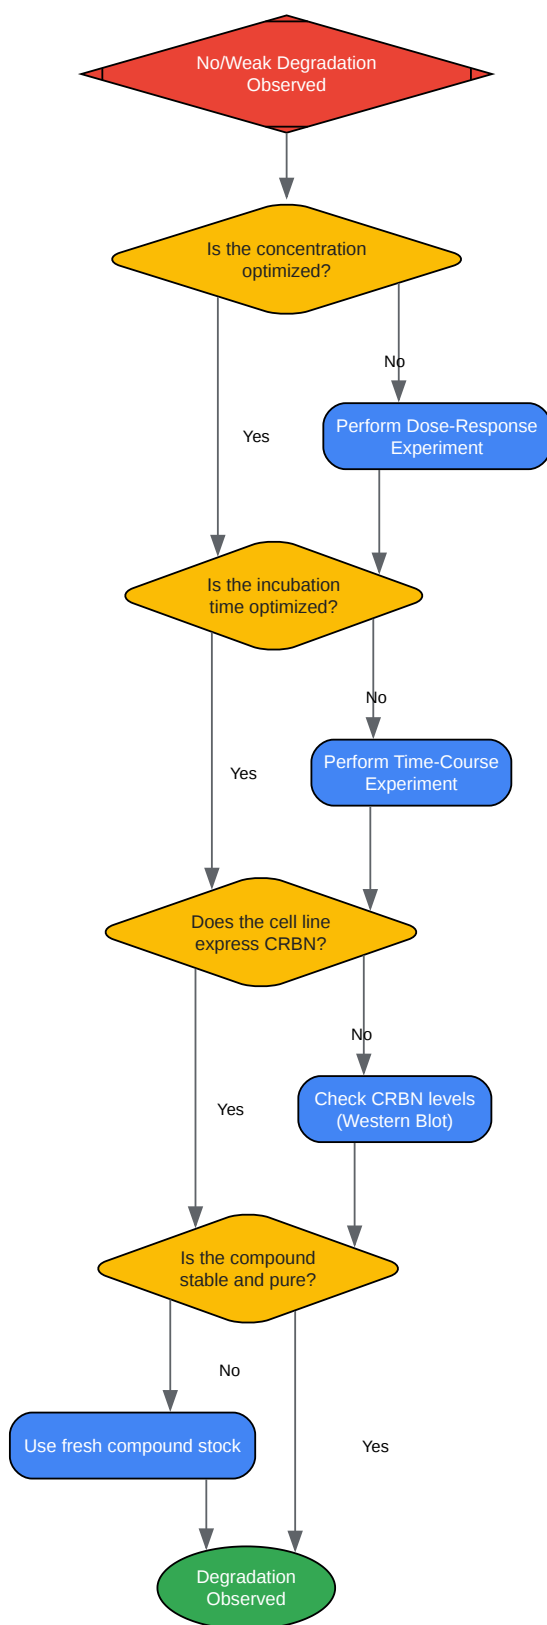 No/Weak Degradation
Observed
Is the concentration
optimized?
No
Perform Dose-Response
Experiment
Yes
Is the incubation
time optimized?
No
Perform Time-Course
Experiment
Yes
Does the cell line
express CRBN?
No
Check CRBN levels
(Western Blot)
Yes
Is the compound
stable and pure?
No
Use fresh compound stock
Yes
Degradation
Observed